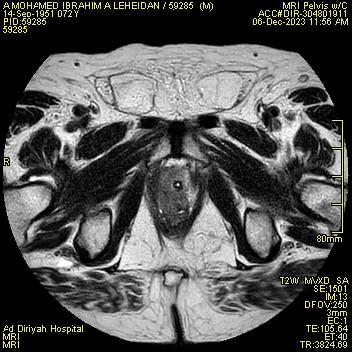 A MOHAMED IBRAHIM A LEHEIDAN / 59285 (M)
14-Sep-1951 072Y
PID:59285
59285
MRI Pelvis w/C
ACC#DIR-304801911
06-Dec-2023 11:56 AM
R
80mm
T2W_MVXD_SA
SE:1501
IM:13
DFOV:250
3mm
EC:1
TE:105.64
ET:40
TR:3824.69
Ad Diriyah Hospital
MRI
MRI